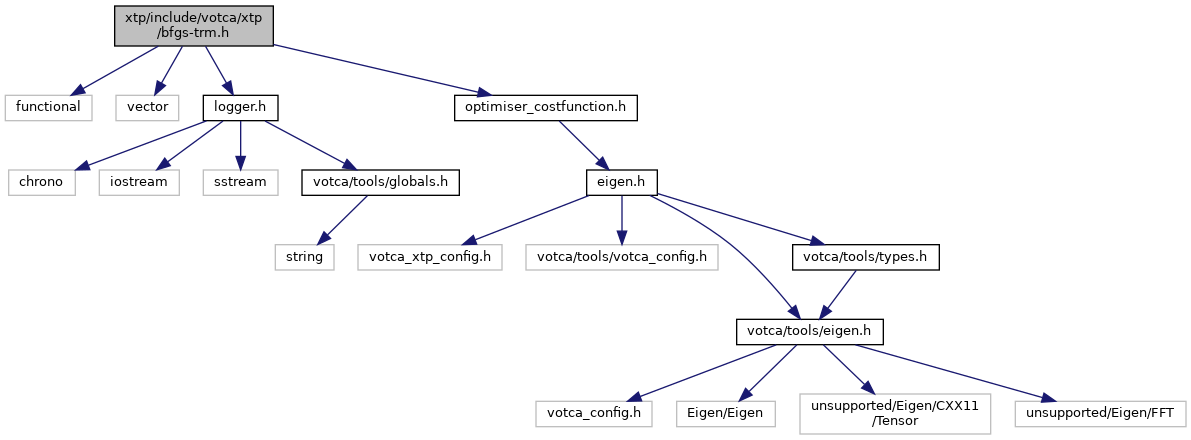 xtp/include/votca/xtp
/bfgs-trm.h
functional
vector
logger.h
optimiser_costfunction.h
chrono
iostream
sstream
votca/tools/globals.h
eigen.h
string
votca_xtp_config.h
votca/tools/votca_config.h
votca/tools/types.h
votca/tools/eigen.h
votca_config.h
Eigen/Eigen
unsupported/Eigen/CXX11
/Tensor
unsupported/Eigen/FFT